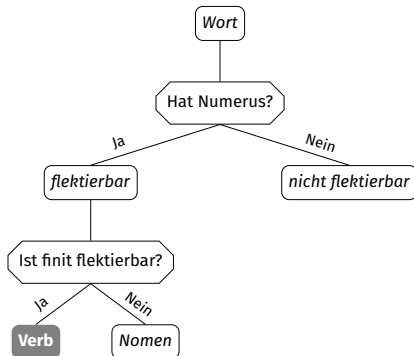 Wort
Hat Numerus?
Ja
Nein
flektierbar
nicht flektierbar
Ist finit flektierbar?
Ja
Nein
Verb
Nomen